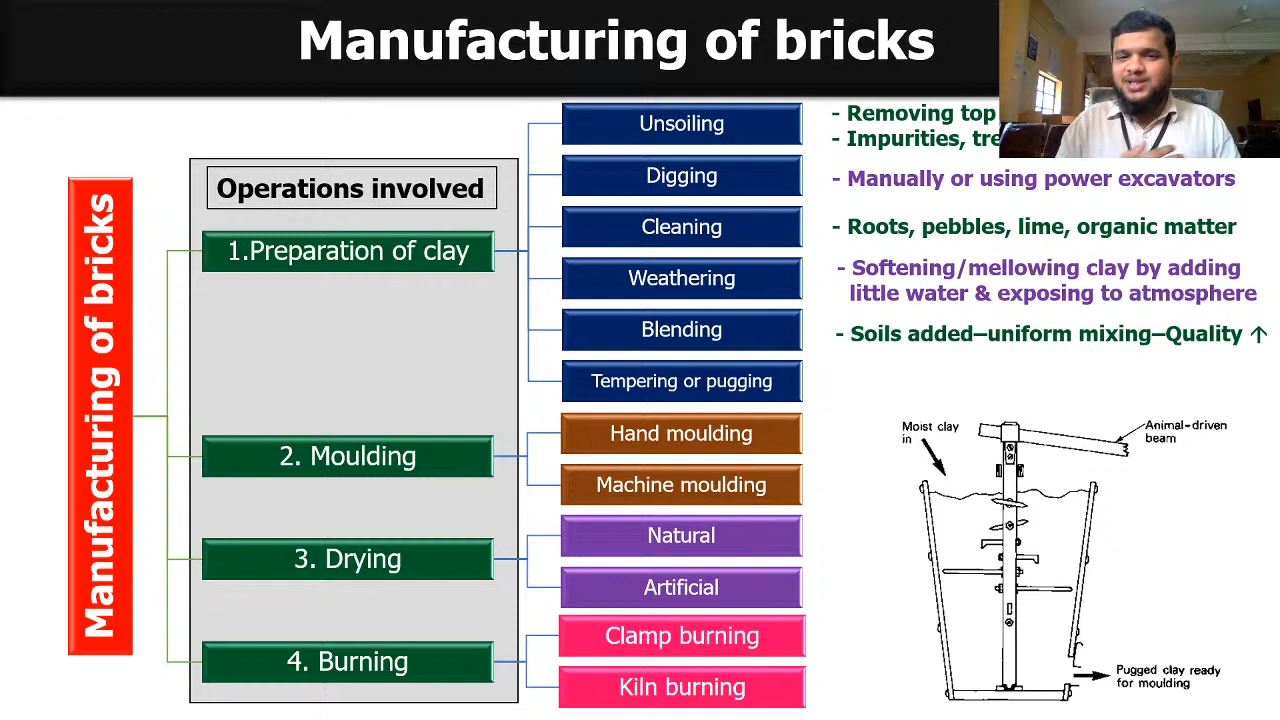 Manufacturing of bricks
Manufacturing of bricks
Operations involved
1.Preparation of clay
2. Moulding
3. Drying
4. Burning
Unsoiling
Digging
Cleaning
Weathering
Blending
Tempering or pugging
Hand moulding
Machine moulding
Natural
Artificial
Clamp burning
Kiln burning
- Removing top
- Impurities,
- Manually or using power excavators
- Roots, pebbles, lime, organic matter
- Softening/mellowing clay by adding
little water & exposing to atmosphere
- Soils added–uniform mixing–Quality ↑
Moist clay
in
Animal-driven
beam
Pugged clay ready
for moulding